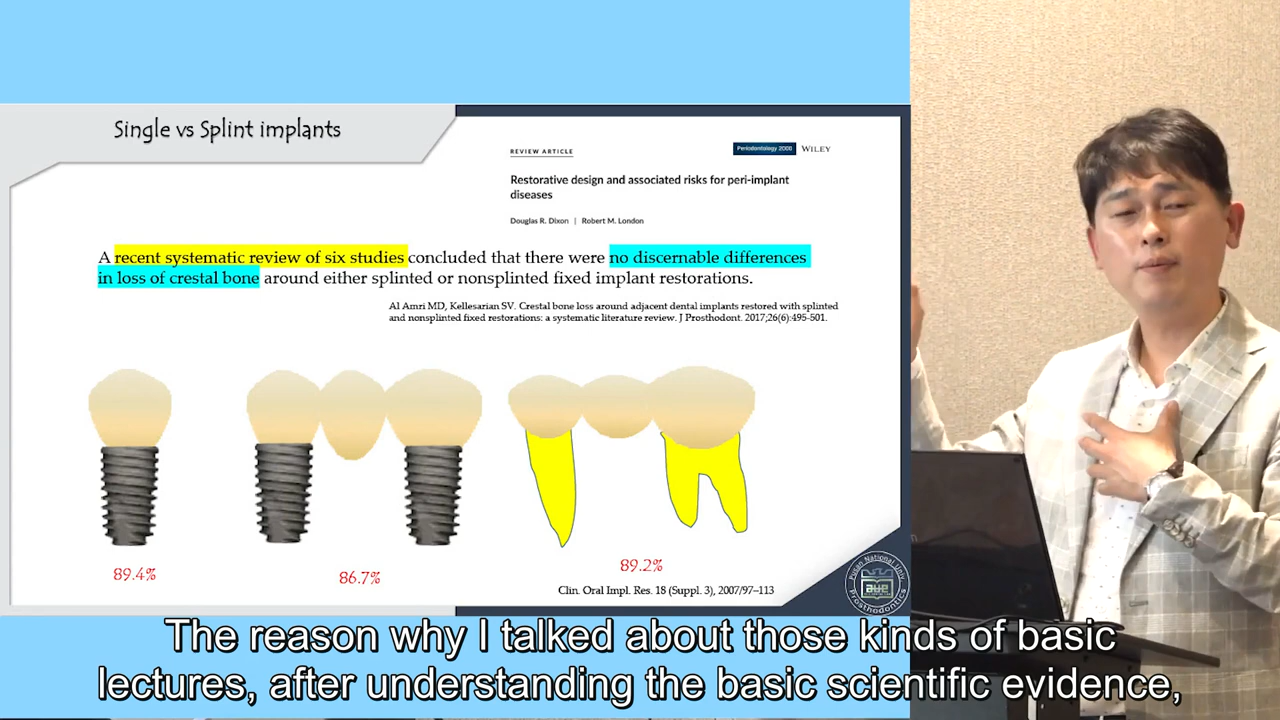 Single vs Splint implants
REVIEW ARTICLE
Periodontology 2000 WILEY
Restorative design and associated risks for peri-implant
diseases
Douglas R. Dixon | Robert M. London
A recent systematic review of six studies concluded that there were no discernable differences
in loss of crestal bone around either splinted or nonsplinted fixed implant restorations.
Al Amri MD, Kellesarian SV. Crestal bone loss around adjacent dental implants restored with splinted
and nonsplinted fixed restorations: a systematic literature review. J Prosthodont. 2017;26(6):495-501.
89.4%
86.7%
89.2%
Clin. Oral Impl. Res. 18 (Suppl. 3), 2007/97–113
Pusan National Univ.
Prosthodontics
The reason why I talked about those kinds of basic
lectures, after understanding the basic scientific evidence,